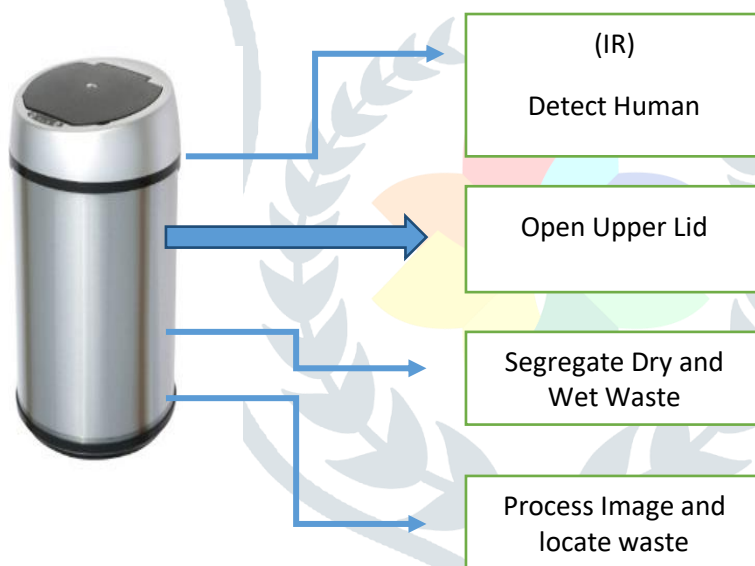 (IR)
Detect Human
Open Upper Lid
Segregate Dry and
Wet Waste
Process Image and
locate waste